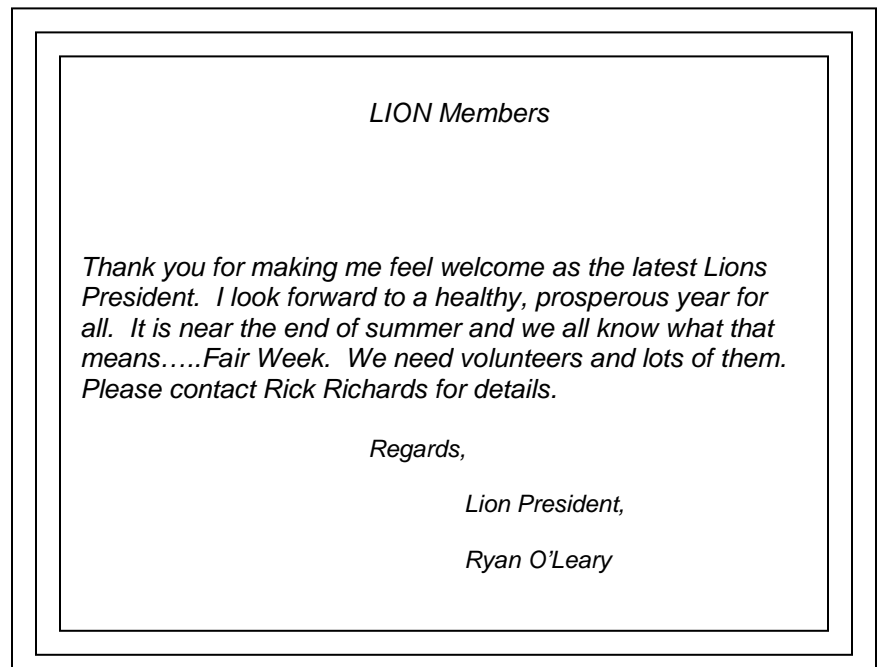 LION Members
Thank you for making me feel welcome as the latest Lions
President.  I look forward to a healthy, prosperous year for
all.  It is near the end of summer and we all know what that
means…..Fair Week.  We need volunteers and lots of them.
Please contact Rick Richards for details.
Regards,
Lion President,
Ryan O’Leary